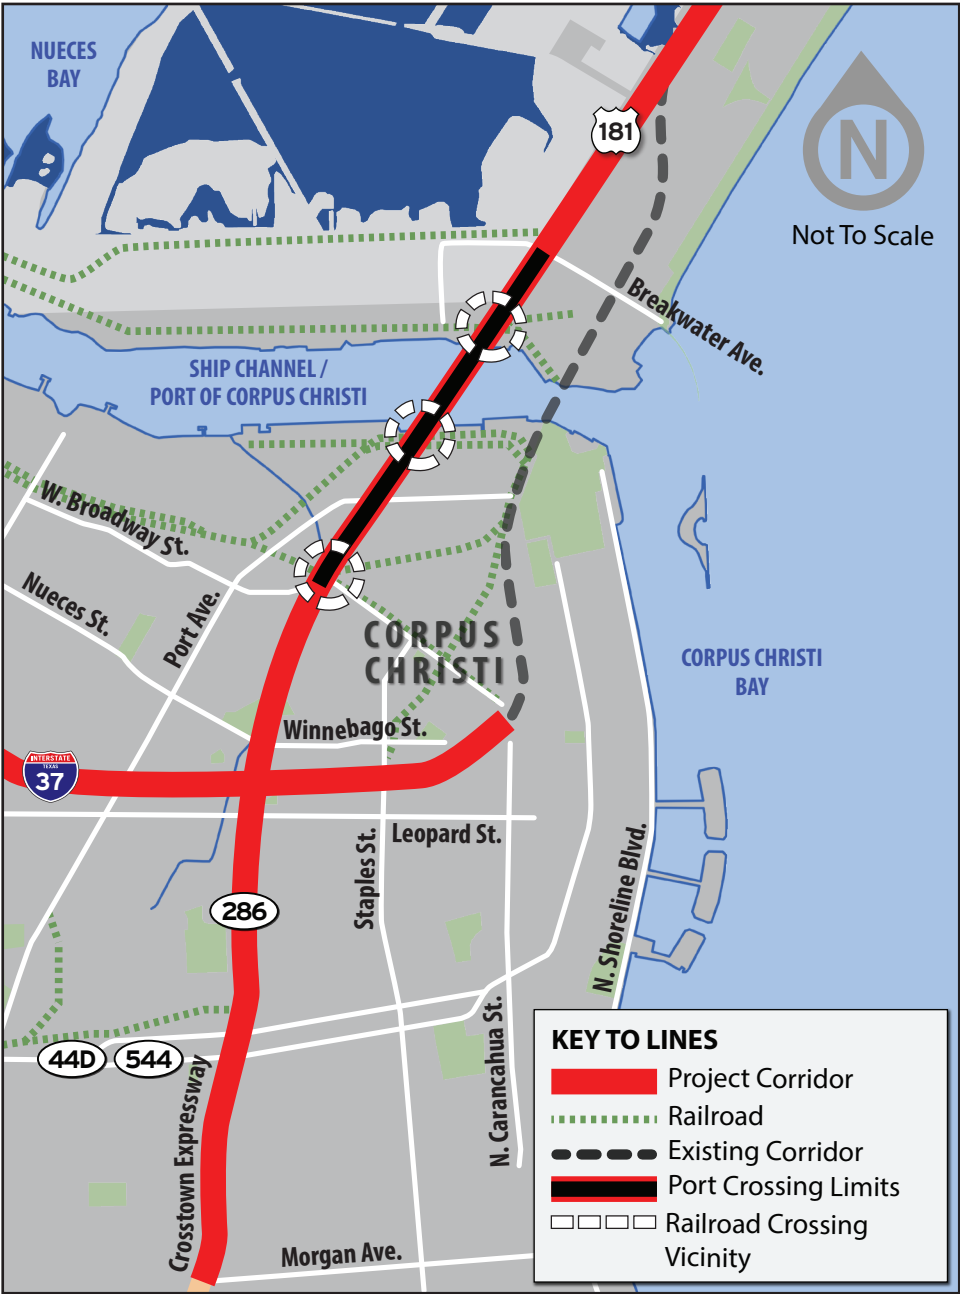 NUECES
BAY
181
N
Not To Scale
Breakwater Ave.
SHIP CHANNEL /
PORT OF CORPUS CHRISTI
W. Broadway St.
Nueces St.
Port Ave.
CORPUS
CHRISTI
CORPUS CHRISTI
BAY
Winnebago St.
INTERSTATE
TEXAS
37
Leopard St.
Staples St.
N. Shoreline Blvd.
286
N. Carancahua St.
44D
544
Crosstown Expressway
Morgan Ave.
KEY TO LINES
Project Corridor
Railroad
Existing Corridor
Port Crossing Limits
Railroad Crossing
Vicinity